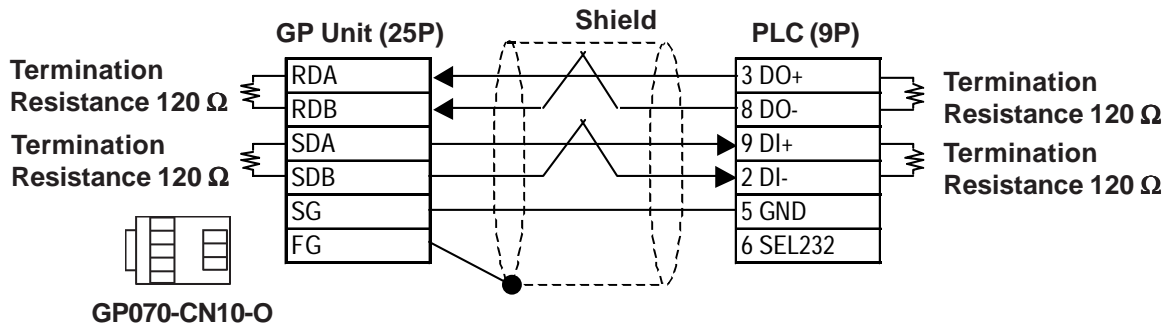 Shield
GP Unit (25P)
PLC (9P)
Termination
Resistance 120 Ω
Termination
Resistance 120 Ω
RDA
RDB
SDA
SDB
SG
FG
3 DO+
8 DO-
9 DI+
2 DI-
5 GND
6 SEL232
Termination
Resistance 120 Ω
Termination
Resistance 120 Ω
GP070-CN10-O